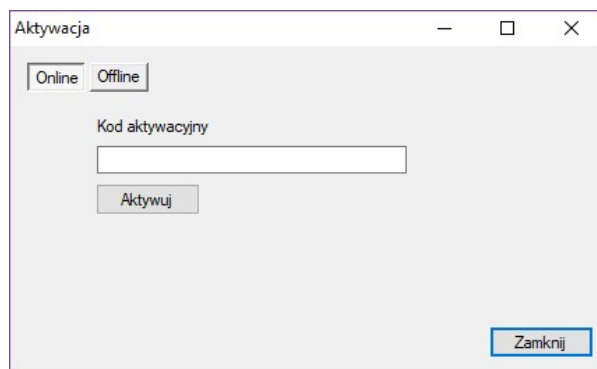 Aktywacja
Online Offline
Kod aktywacyjny
Aktywuj
Zamknij